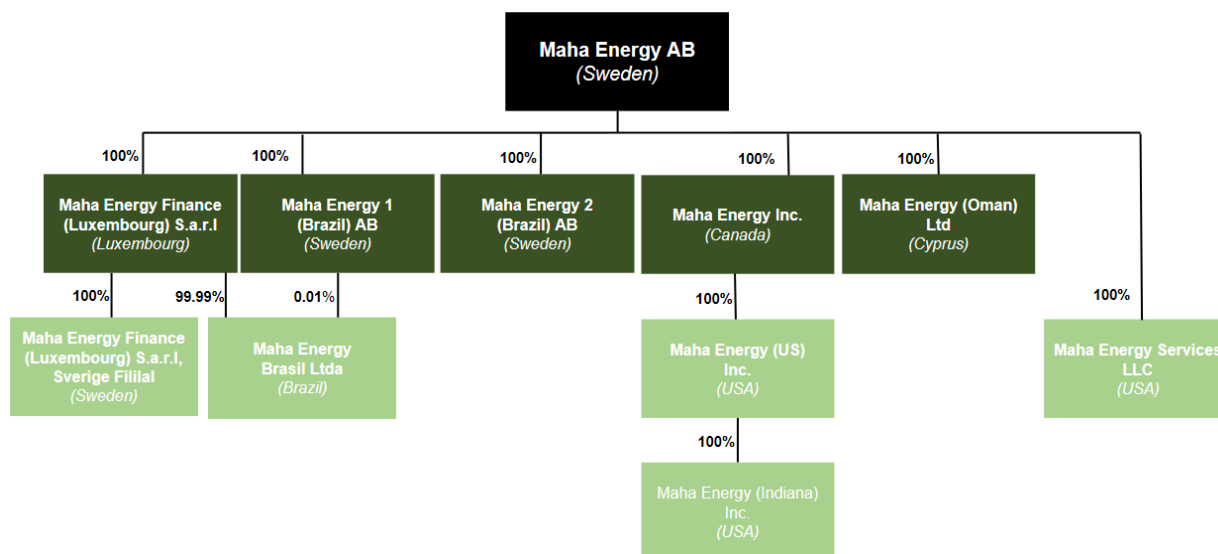 Maha Energy AB
(Sweden)
100%
100%
100%
100%
100%
Maha Energy Finance
(Luxembourg) S.a.r.l
(Luxembourg)
Maha Energy 1
(Brazil) AB
(Sweden)
Maha Energy 2
(Brazil) AB
(Sweden)
Maha Energy Inc.
(Canada)
Maha Energy (Oman)
Ltd
(Cyprus)
100%
99.99%
0.01%
100%
100%
Maha Energy Finance
(Luxembourg) S.a.r.l,
Sverige Fililal
(Sweden)
Maha Energy
Brasil Ltda
(Brazil)
Maha Energy (US)
Inc.
(USA)
Maha Energy Services
LLC
(USA)
100%
Maha Energy (Indiana)
Inc.
(USA)